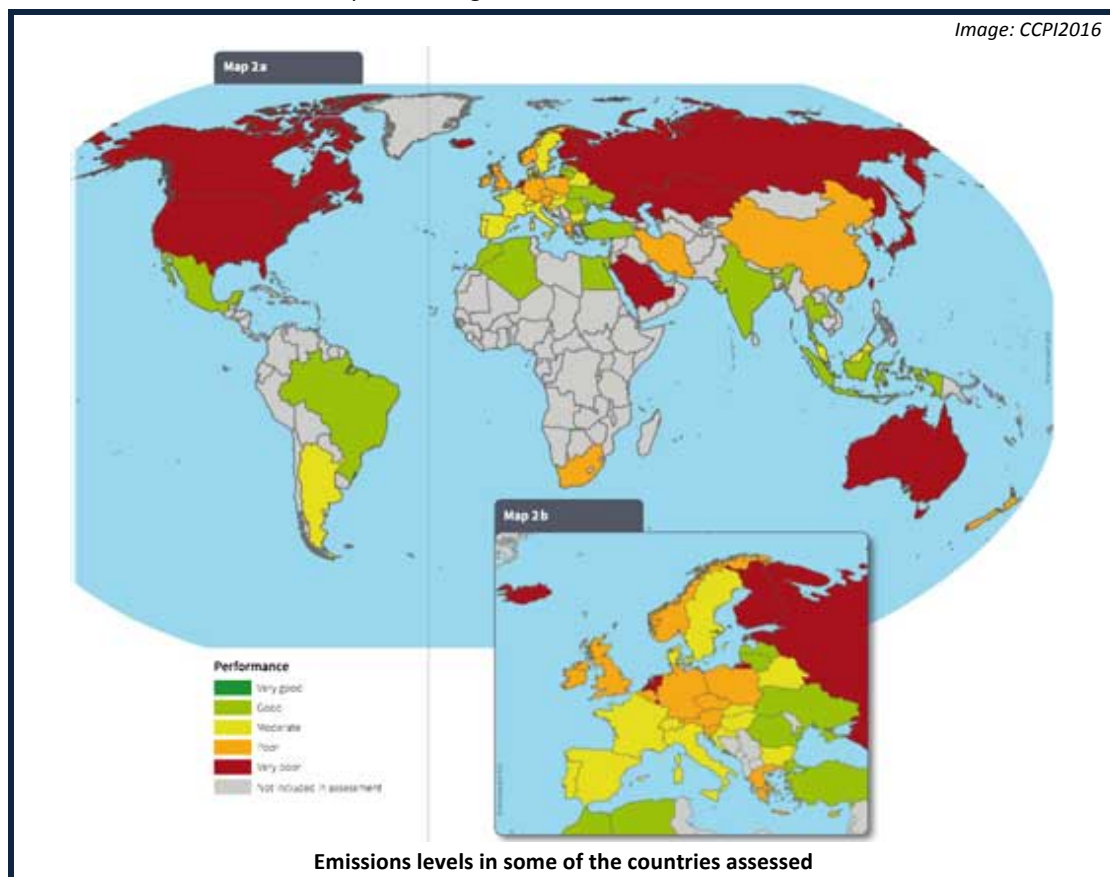 Image: CCPI2016
Map 2a
Map 2b
Performance
Very good
Good
Moderate
Poor
Very poor
Not included in assessment
Emissions levels in some of the countries assessed